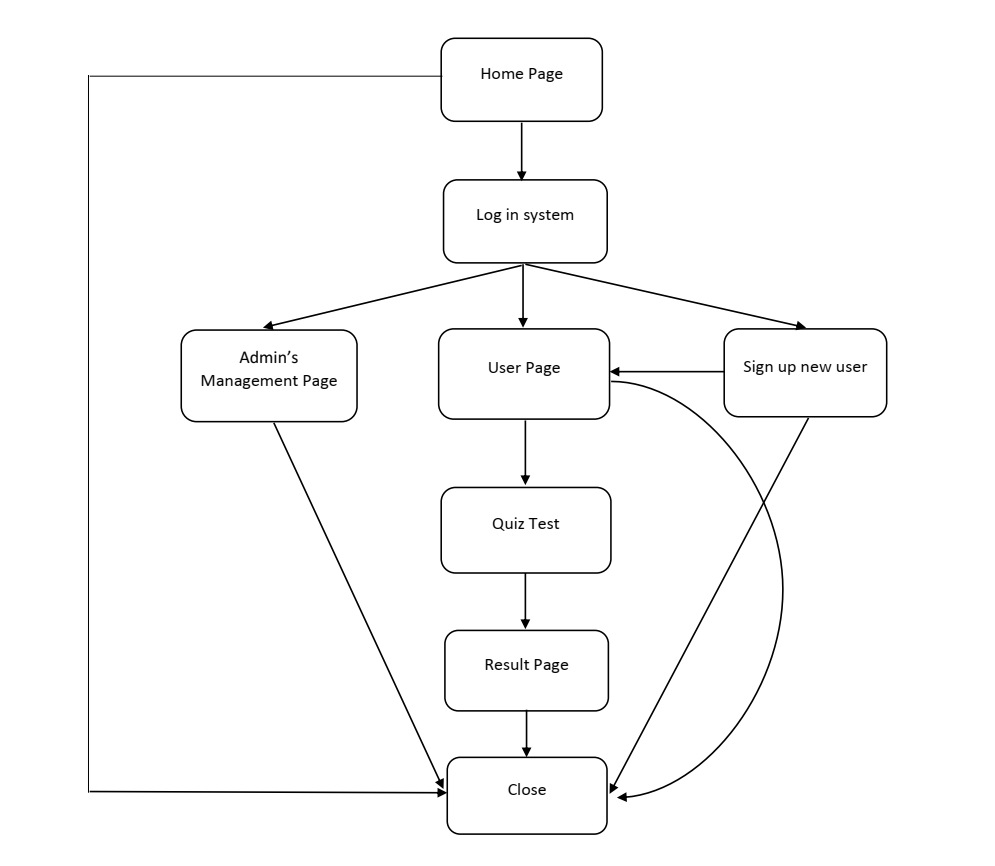 Home Page
Log in system
Admin’s
Management Page
User Page
Sign up new user
Quiz Test
Result Page
Close